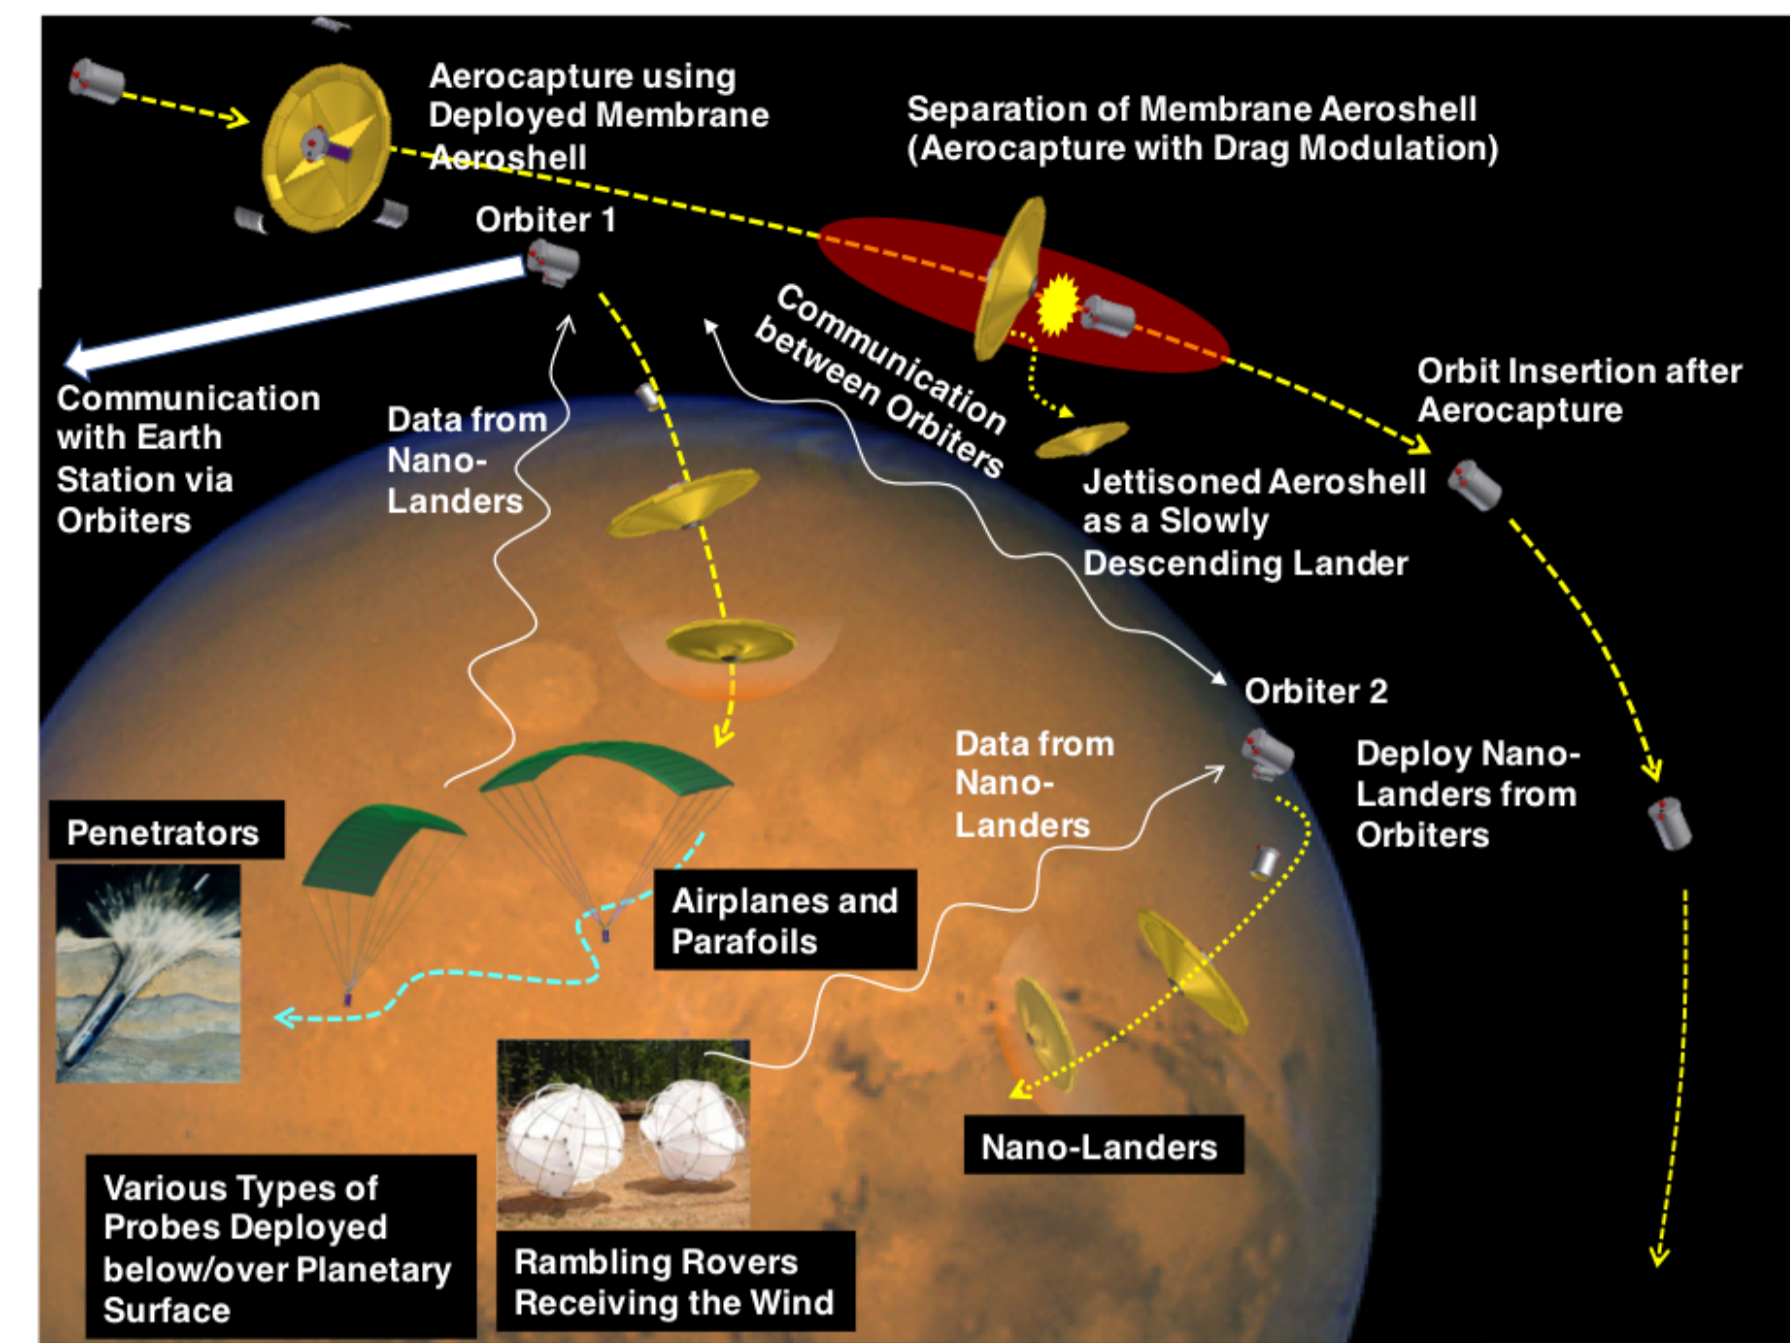 Aerocapture using
Deployed Membrane
Aeroshell
Separation of Membrane Aeroshell
(Aerocapture with Drag Modulation)
Orbiter 1
Communication
with Earth
Station via
Orbiters
Data from
Nano-
Landers
Communication
between Orbiters
Orbit Insertion after
Aerocapture
Jettisoned Aeroshell
as a Slowly
Descending Lander
Orbiter 2
Data from
Nano-
Landers
Deploy Nano-
Landers from
Orbiters
Penetrators
Airplanes and
Parafoils
Nano-Landers
Various Types of
Probes Deployed
below/over Planetary
Surface
Rambling Rovers
Receiving the Wind